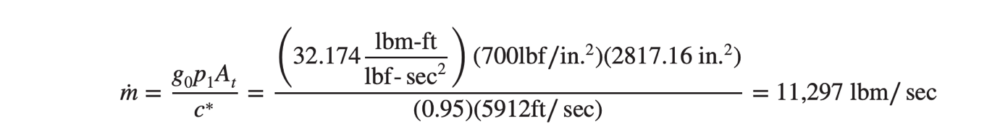 ṁ = g₀p₁Aₜ / c* = (32.174 lbm-ft / lbf-sec²) (700lbf/in.²)(2817.16 in.²) / (0.95)(5912ft/sec) = 11,297 lbm/sec